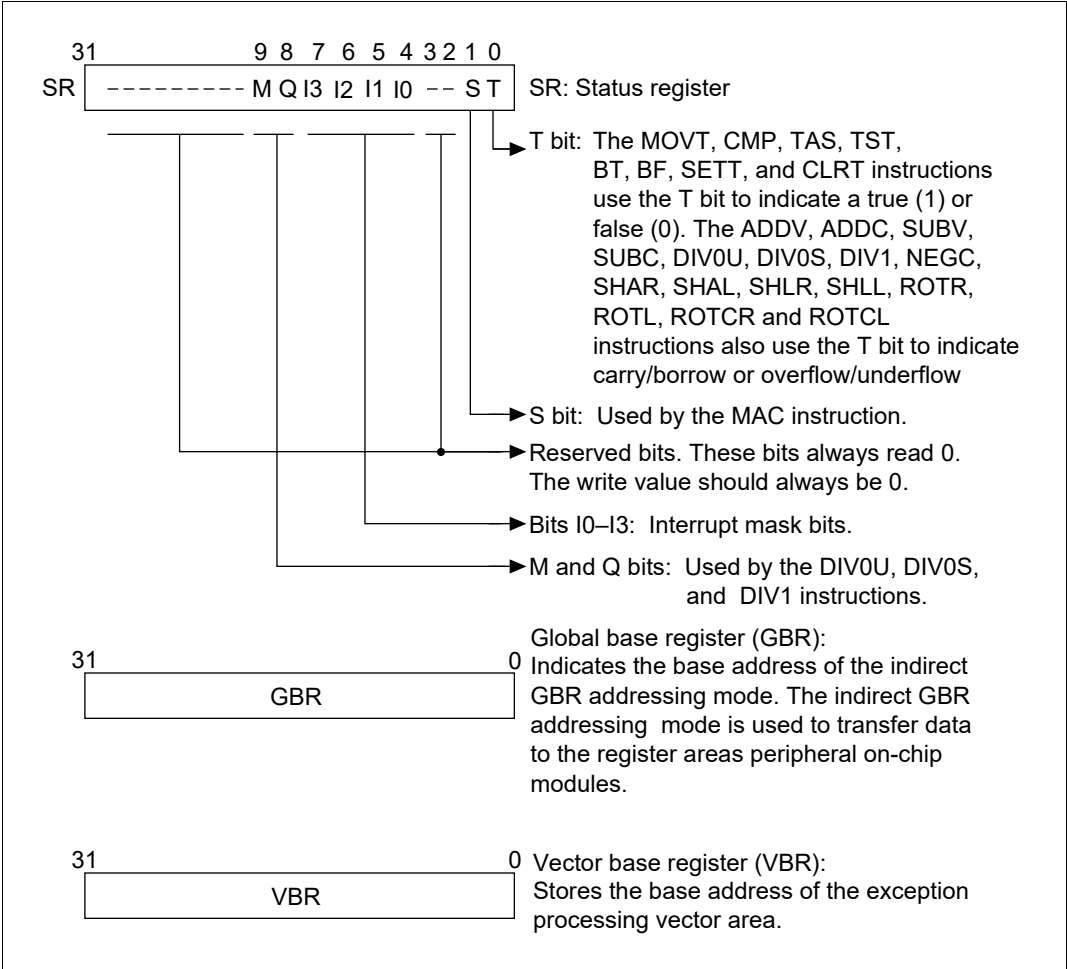 31 9 8 7 6 5 4 3 2 1 0
SR --------- M Q I3 I2 I1 I0 -- S T SR: Status register
T bit: The MOVT, CMP, TAS, TST,
BT, BF, SETT, and CLRT instructions
use the T bit to indicate a true (1) or
false (0). The ADDV, ADDC, SUBV,
SUBC, DIV0U, DIV0S, DIV1, NEGC,
SHAR, SHAL, SHLR, SHLL, ROTR,
ROTL, ROTCR and ROTCL
instructions also use the T bit to indicate
carry/borrow or overflow/underflow
S bit: Used by the MAC instruction.
Reserved bits. These bits always read 0.
The write value should always be 0.
Bits I0–I3: Interrupt mask bits.
M and Q bits: Used by the DIV0U, DIV0S,
and DIV1 instructions.
31 0
GBR
Global base register (GBR):
Indicates the base address of the indirect
GBR addressing mode. The indirect GBR
addressing mode is used to transfer data
to the register areas peripheral on-chip
modules.
31 0
VBR
Vector base register (VBR):
Stores the base address of the exception
processing vector area.